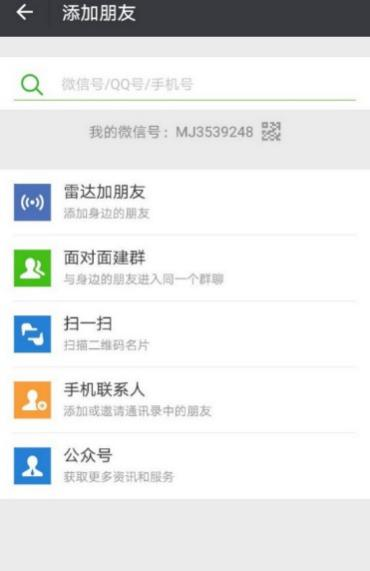 添加朋友
微信号/QQ号/手机号
我的微信号：MJ3539248
雷达加朋友
添加身边的朋友
面对面建群
与身边的朋友进入同一个群聊
扫一扫
扫描二维码名片
手机联系人
添加或邀请通讯录中的朋友
公众号
获取更多资讯和服务